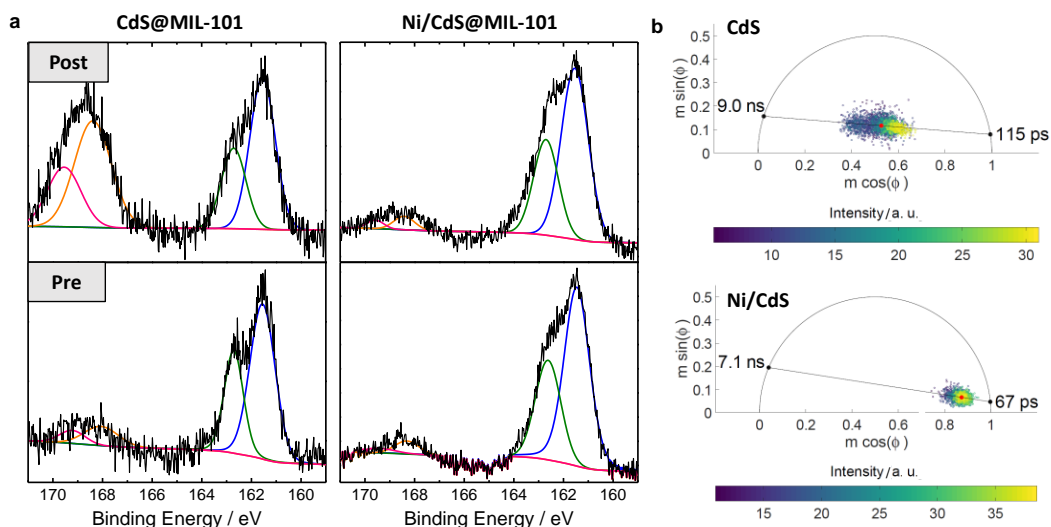 a
CdS@MIL-101
Ni/CdS@MIL-101
Post
Pre
170 168 166 164 162 160
170 168 166 164 162 160
Binding Energy / eV
Binding Energy / eV
b
CdS
m sin(ϕ)
0.5
0.4
0.3
0.2
0.1
0
9.0 ns
115 ps
0 0.2 0.4 0.6 0.8 1
m cos(ϕ)
Intensity / a. u.
10 15 20 25 30
Ni/CdS
m sin(ϕ)
0.5
0.4
0.3
0.2
0.1
0
7.1 ns
67 ps
0 0.2 0.4 0.6 0.8 1
m cos(ϕ)
Intensity / a. u.
15 20 25 30 35